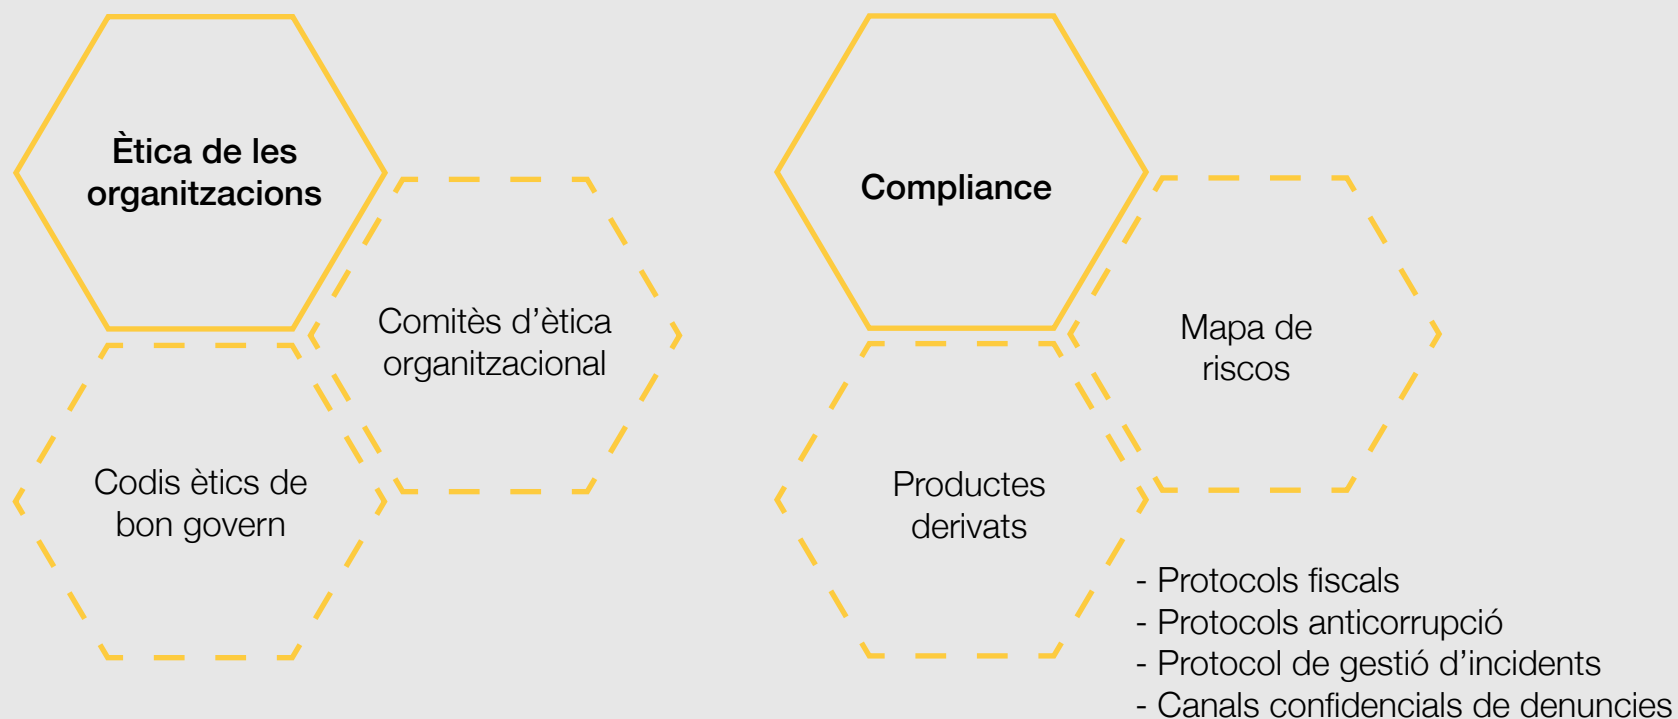 Ètica de les
organitzacions
Comitès d’ètica
organitzacional
Codis ètics de
bon govern
Compliance
Mapa de
riscos
Productes
derivats
- Protocols fiscals
- Protocols anticorrupció
- Protocol de gestió d’incidents
- Canals confidencials de denuncies